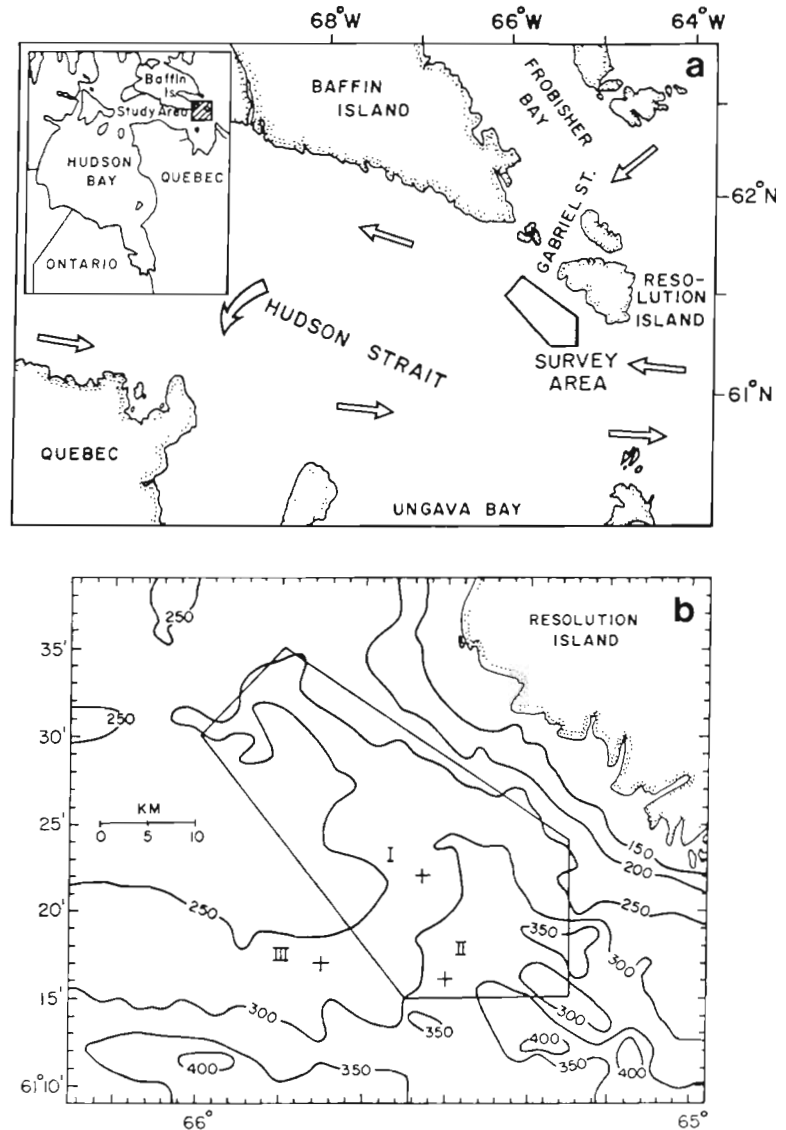 68°W
66°W
64°W
a
Baffin
Is.
Study Area
HUDSON
BAY
QUEBEC
ONTARIO
BAFFIN
ISLAND
FROBISHER
BAY
62°N
GABRIEL ST.
RESO-
LUTION
ISLAND
HUDSON STRAIT
SURVEY
AREA
61°N
QUEBEC
UNGAVA BAY
b
250
RESOLUTION
ISLAND
35'
250
30'
KM
0 5 10
25'
I
150
200
20'
250
250
350
III
II
300
15'
300
300
350
400
400
350
350
400
61°10'
66°
65°